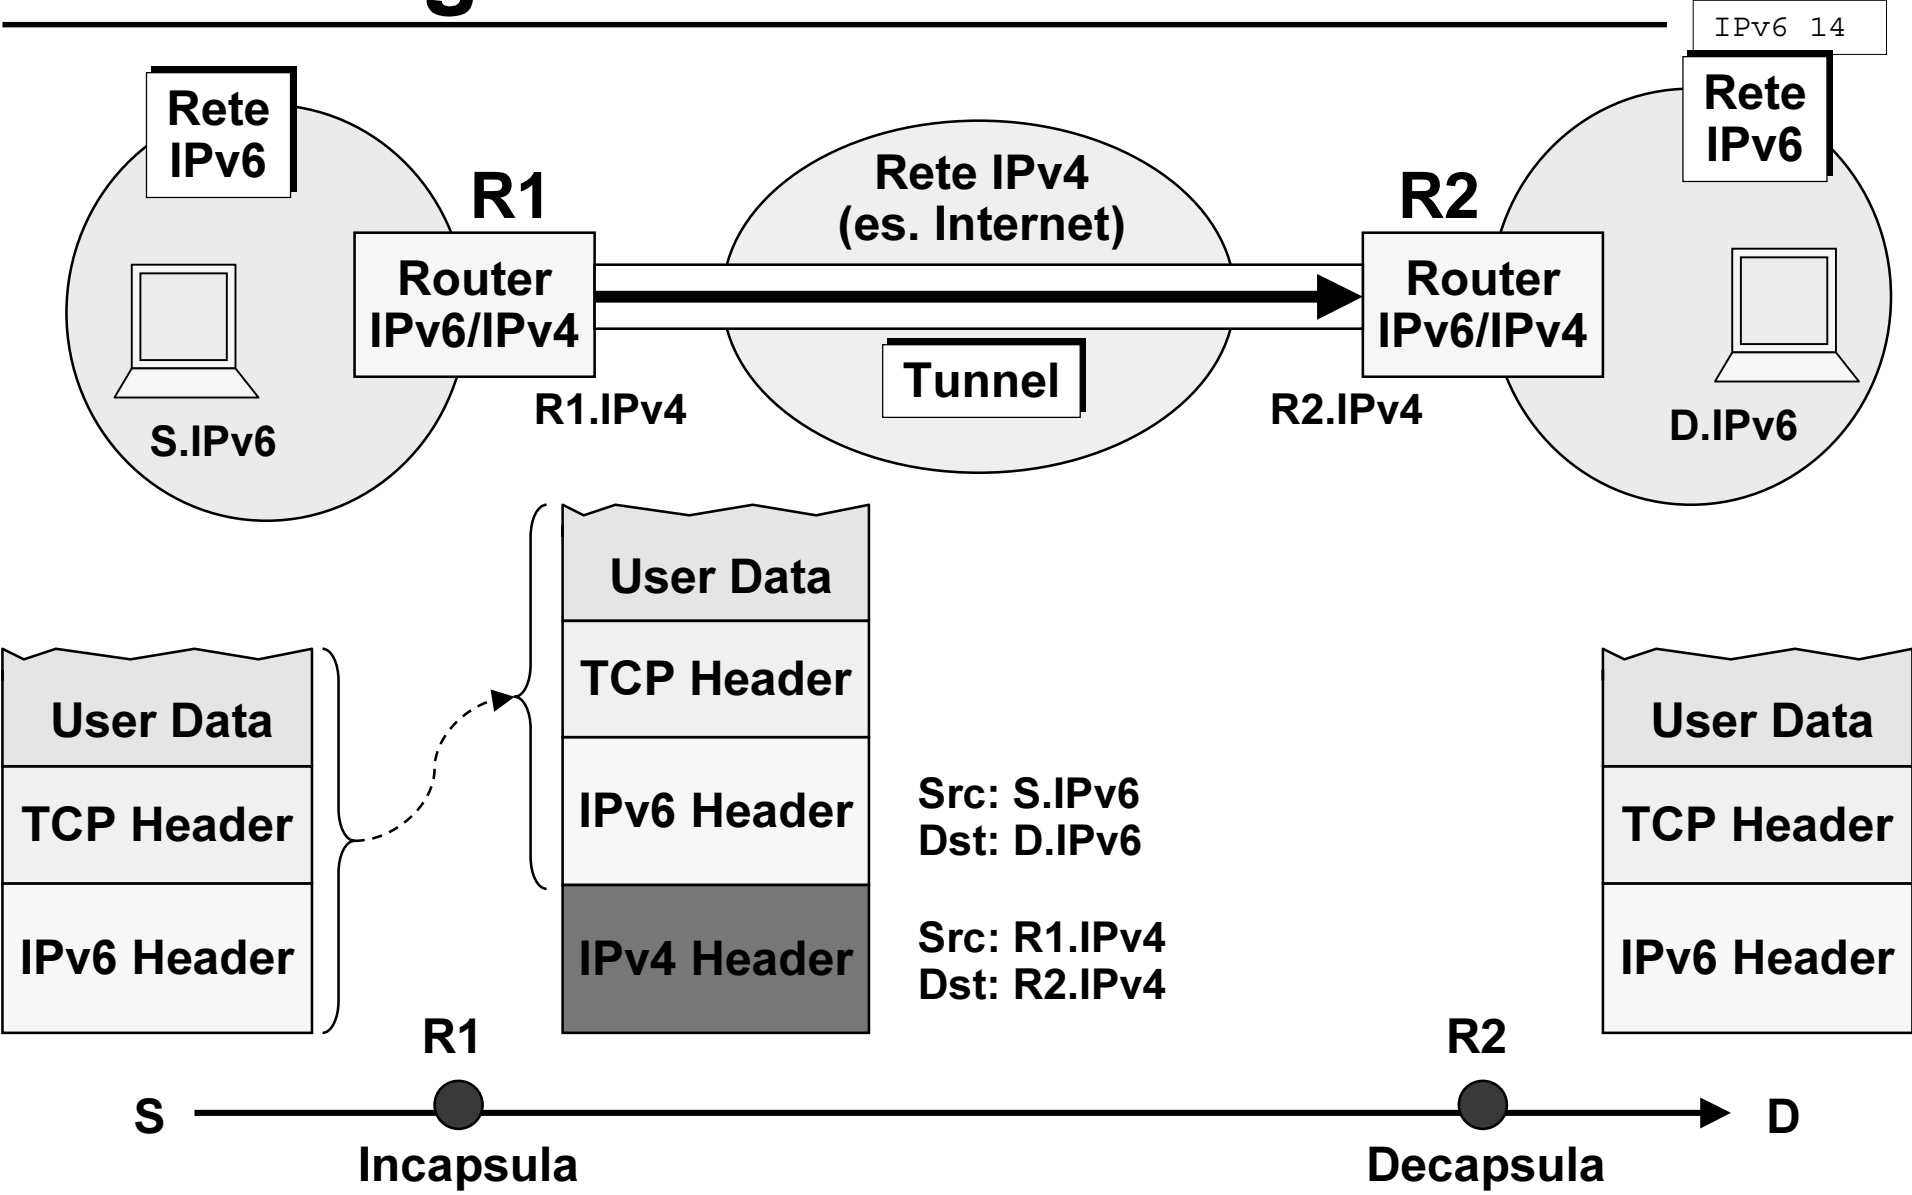 IPv6 14
Rete
IPv6
Rete
IPv6
R1
Rete IPv4
(es. Internet)
R2
Router
IPv6/IPv4
Router
IPv6/IPv4
Tunnel
R1.IPv4
R2.IPv4
S.IPv6
D.IPv6
User Data
TCP Header
IPv6 Header
User Data
TCP Header
IPv6 Header
IPv4 Header
Src: S.IPv6
Dst: D.IPv6
Src: R1.IPv4
Dst: R2.IPv4
User Data
TCP Header
IPv6 Header
R1
R2
S
D
Incapsula
Decapsula